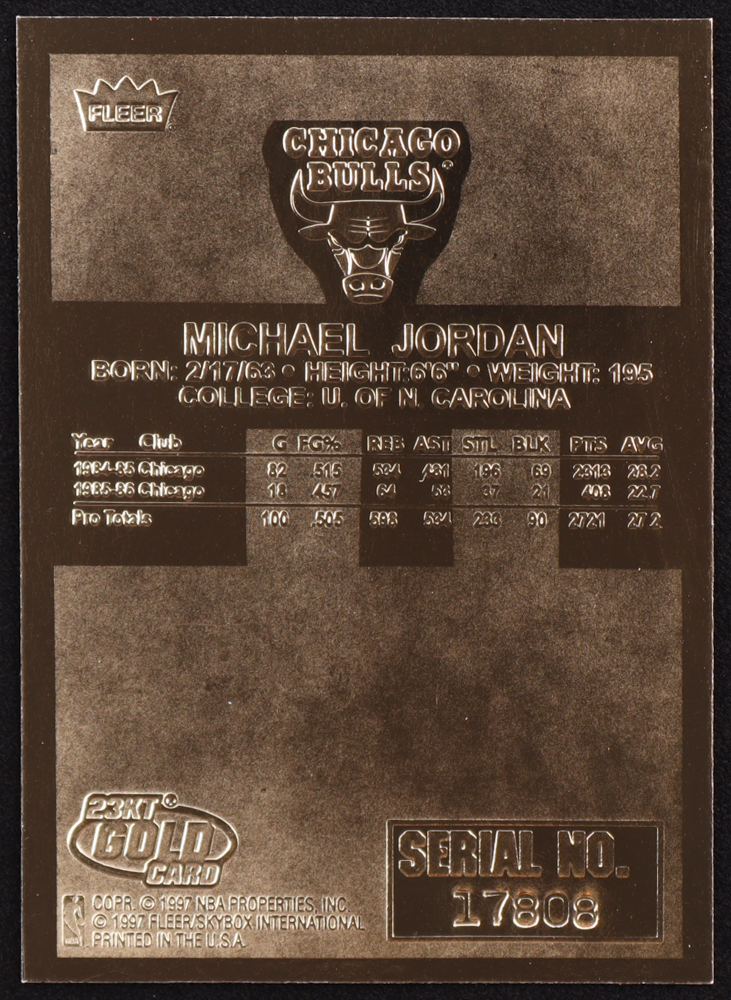 FLEER
CHICAGO
BULLS
MICHAEL JORDAN
BORN: 2/17/63 • HEIGHT:6'6" • WEIGHT: 195
COLLEGE: U. OF N. CAROLINA
Year Club G FG% REB AST STL BLK PTS AVG
1984-85 Chicago 82 .515 534 481 196 69 2313 28.2
1985-86 Chicago 18 .457 64 53 37 21 408 22.7
Pro Totals 100 .505 598 534 233 90 2721 27.2
23KT
GOLD
CARD
SERIAL NO.
17808
COPR. © 1997 NBA PROPERTIES, INC.
© 1997 FLEER/SKYBOX INTERNATIONAL
PRINTED IN THE U.S.A.